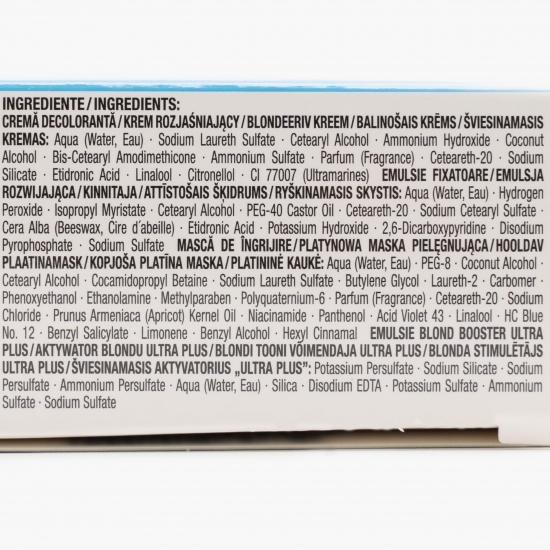 INGREDIENTE / INGREDIENTS:
CREMĂ DECOLORANTĂ / KREM ROZJAŚNIAJĄCY / BLONDEERIV KREEM / BALINOŠAIS KRĒMS / ŠVIESINAMASIS
KREMAS: Aqua (Water, Eau) · Sodium Laureth Sulfate · Cetearyl Alcohol · Ammonium Hydroxide · Coconut
Alcohol · Bis-Cetearyl Amodimethicone · Ammonium Sulfate · Parfum (Fragrance) · Ceteareth-20 · Sodium
Silicate · Etidronic Acid · Linalool · Citronellol · CI 77007 (Ultramarines) EMULSIE FIXATOARE / EMULSJA
ROZWIJAJĄCA / KINNITAJA / ATTĪSTOŠAIS ŠĶIDRUMS / RYŠKINAMASIS SKYSTIS: Aqua (Water, Eau) · Hydrogen
Peroxide · Isopropyl Myristate · Cetearyl Alcohol · PEG-40 Castor Oil · Ceteareth-20 · Sodium Cetearyl Sulfate ·
Cera Alba (Beeswax, Cire d´abeille) · Etidronic Acid · Potassium Hydroxide · 2,6-Dicarboxypyridine · Disodium
Pyrophosphate · Sodium Sulfate MASCĂ DE ÎNGRIJIRE / PLATYNOWA MASKA PIELĘGNUJĄCA / HOOLDAV
PLAATINAMASK / KOPJOŠA PLATĪNA MASKA / PLATININĖ KAUKĖ: Aqua (Water, Eau) · PEG-8 · Coconut Alcohol ·
Cetearyl Alcohol · Cocamidopropyl Betaine · Sodium Laureth Sulfate · Butylene Glycol · Laureth-2 · Carbomer ·
Phenoxyethanol · Ethanolamine · Methylparaben · Polyquaternium-6 · Parfum (Fragrance) · Ceteareth-20 · Sodium
Chloride · Prunus Armeniaca (Apricot) Kernel Oil · Niacinamide · Panthenol · Acid Violet 43 · Linalool · HC Blue
No. 12 · Benzyl Salicylate · Limonene · Benzyl Alcohol · Hexyl Cinnamal EMULSIE BLOND BOOSTER ULTRA
PLUS / AKTYWATOR BLONDU ULTRA PLUS / BLONDI TOONI VÕIMENDAJA ULTRA PLUS / BLONDA STIMULĒTĀJS
ULTRA PLUS / ŠVIESINAMASIS AKTYVATORIUS „ULTRA PLUS”: Potassium Persulfate · Sodium Silicate · Sodium
Persulfate · Ammonium Persulfate · Aqua (Water, Eau) · Silica · Disodium EDTA · Potassium Sulfate · Ammonium
Sulfate · Sodium Sulfate